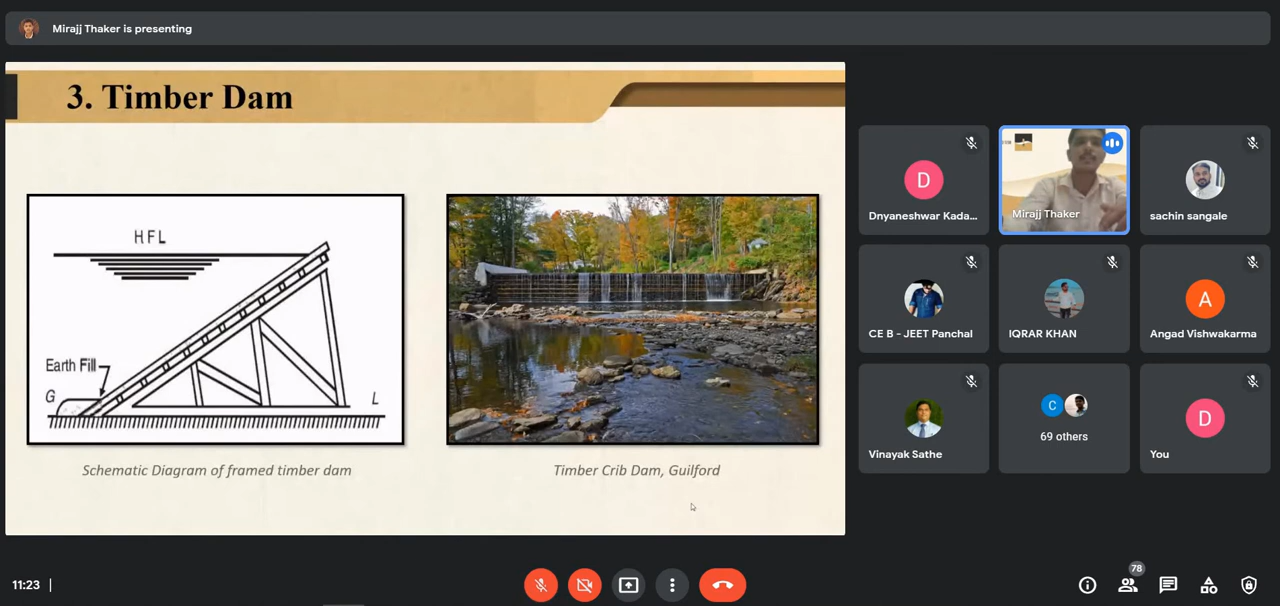 Mirajj Thaker is presenting
3. Timber Dam
HFL
Earth Fill
G
L
Schematic Diagram of framed timber dam
Timber Crib Dam, Guilford
D
Dnyaneshwar Kada...
Mirajj Thaker
sachin sangale
CE B - JEET Panchal
IQRAR KHAN
A
Angad Vishwakarma
Vinayak Sathe
C
69 others
D
You
11:23 |
78